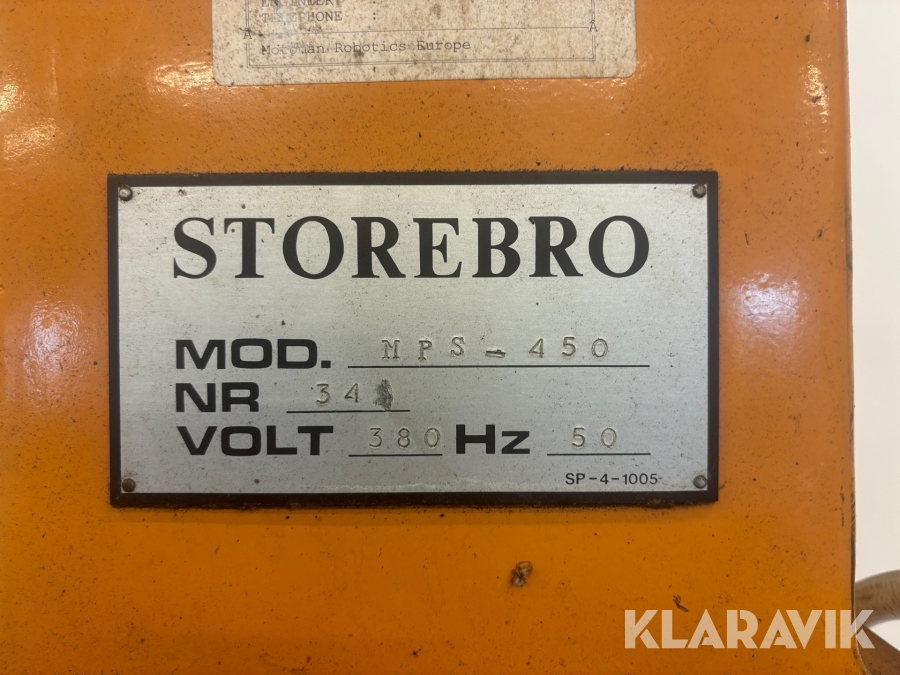 TELEPHONE :
A A
Motoman Robotics Europe
STOREBRO
MOD. MPS-450
NR 34
VOLT 380 Hz 50
SP-4-1005
KLARAVIK